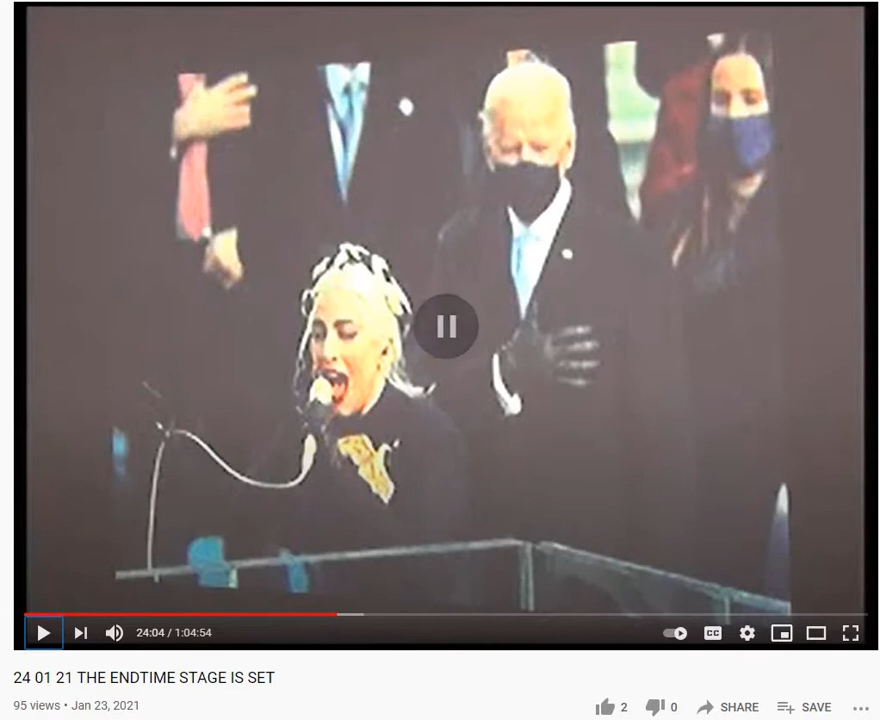 24:04 / 1:04:54
CC
24 01 21 THE ENDTIME STAGE IS SET
95 views • Jan 23, 2021
2
0
SHARE
SAVE